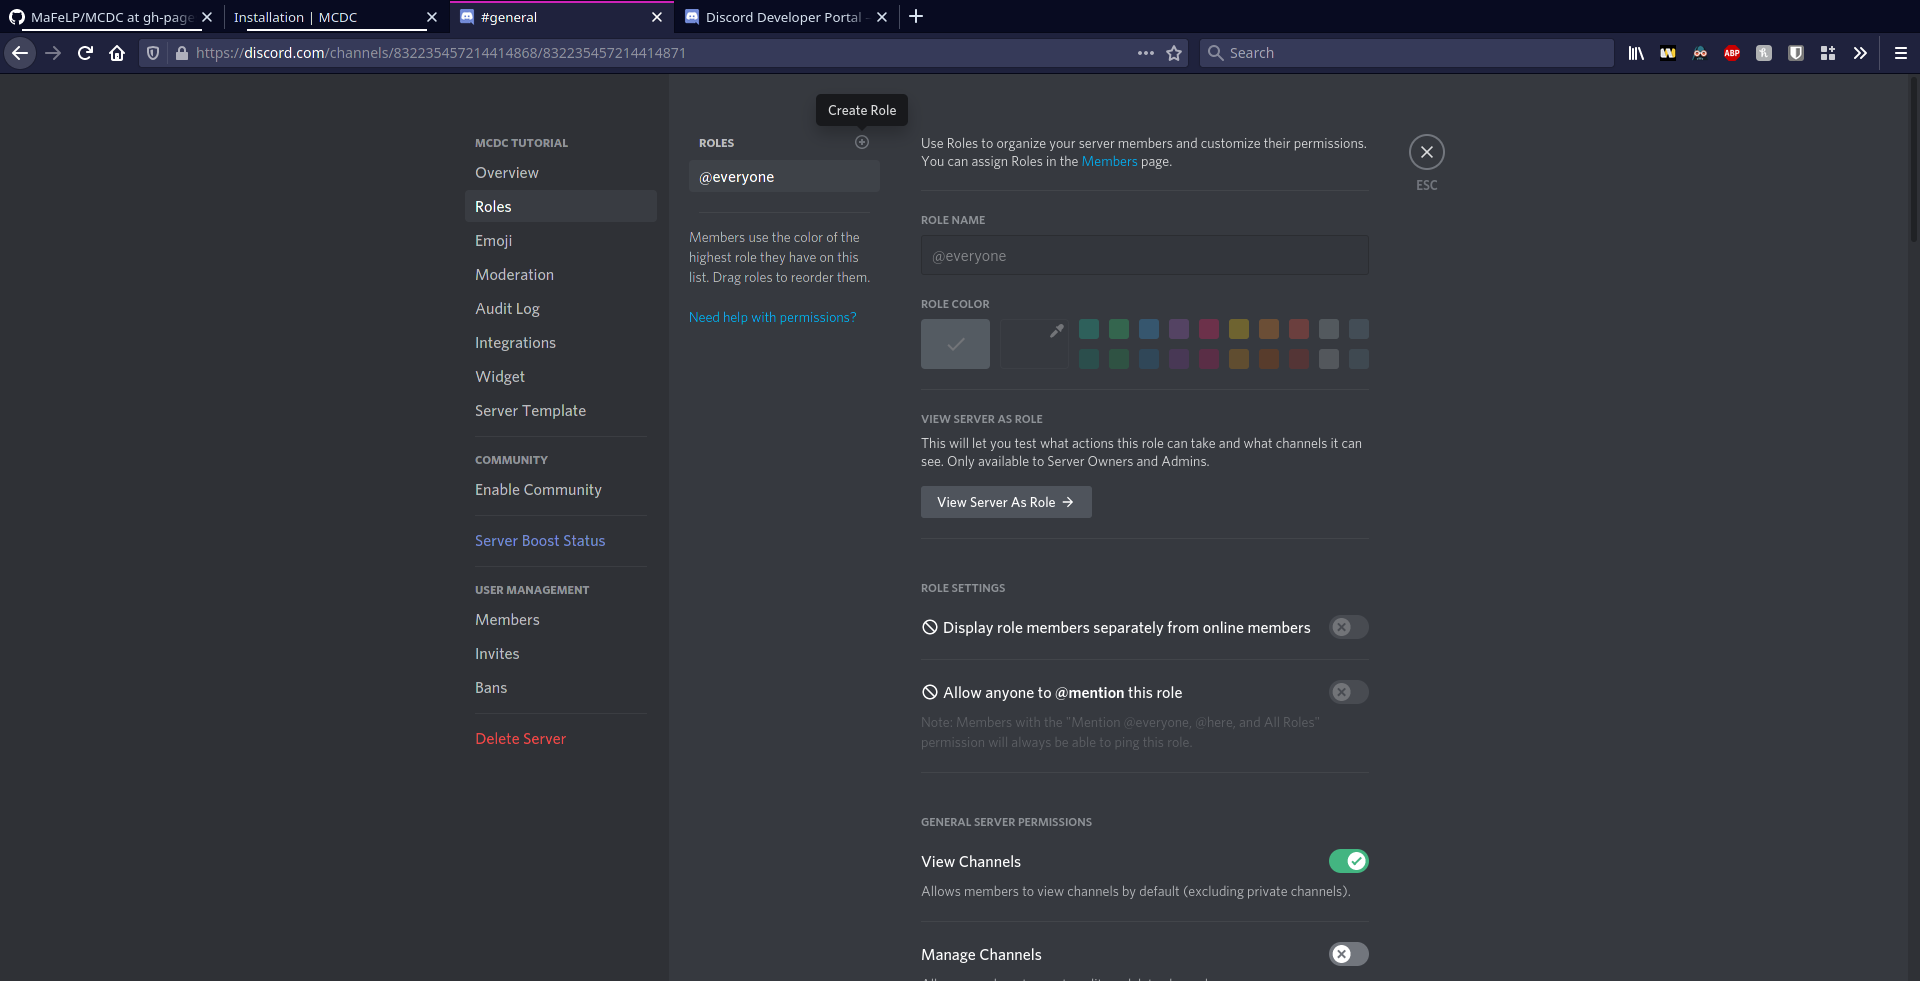 MaFeLP/MCDC at gh-page
Installation | MCDC
#general
Discord Developer Portal
https://discord.com/channels/832235457214414868/832235457214414871
Search
ABP
Create Role
MCDC TUTORIAL
Overview
Roles
Emoji
Moderation
Audit Log
Integrations
Widget
Server Template
COMMUNITY
Enable Community
Server Boost Status
USER MANAGEMENT
Members
Invites
Bans
Delete Server
ROLES
@everyone
Members use the color of the
highest role they have on this
list. Drag roles to reorder them.
Need help with permissions?
Use Roles to organize your server members and customize their permissions.
You can assign Roles in the Members page.
ESC
ROLE NAME
@everyone
ROLE COLOR
VIEW SERVER AS ROLE
This will let you test what actions this role can take and what channels it can
see. Only available to Server Owners and Admins.
View Server As Role
ROLE SETTINGS
Display role members separately from online members
Allow anyone to @mention this role
Note: Members with the "Mention @everyone, @here, and All Roles"
permission will always be able to ping this role.
GENERAL SERVER PERMISSIONS
View Channels
Allows members to view channels by default (excluding private channels).
Manage Channels